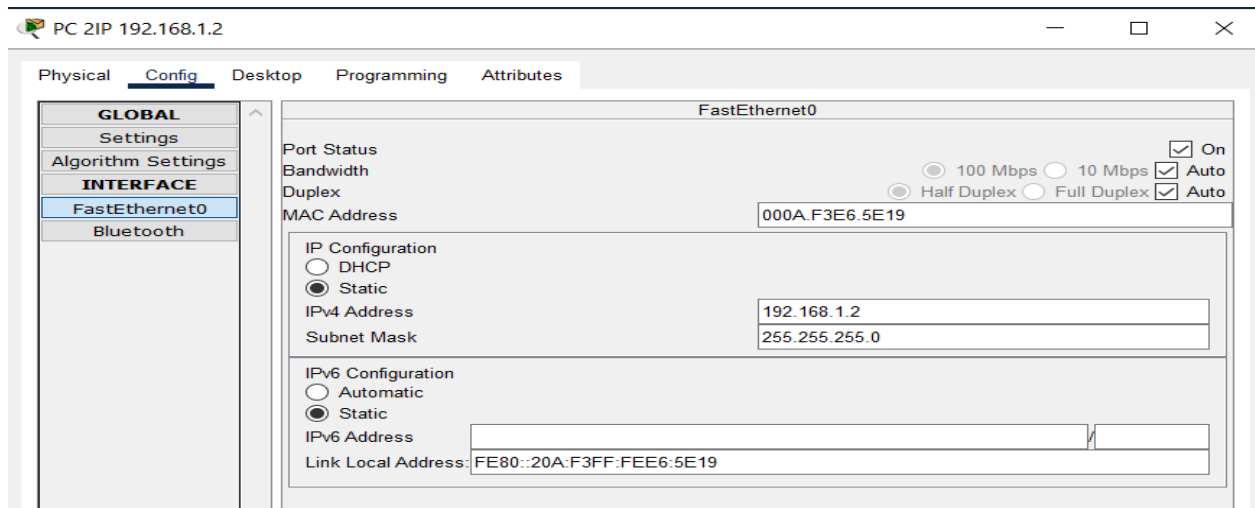 PC 2IP 192.168.1.2
Physical Config Desktop Programming Attributes
GLOBAL
Settings
Algorithm Settings
INTERFACE
FastEthernet0
Bluetooth
FastEthernet0
Port Status On
Bandwidth 100 Mbps 10 Mbps Auto
Duplex Half Duplex Full Duplex Auto
MAC Address 000A.F3E6.5E19
IP Configuration
DHCP
Static
IPv4 Address 192.168.1.2
Subnet Mask 255.255.255.0
IPv6 Configuration
Automatic
Static
IPv6 Address /
Link Local Address: FE80::20A:F3FF:FEE6:5E19